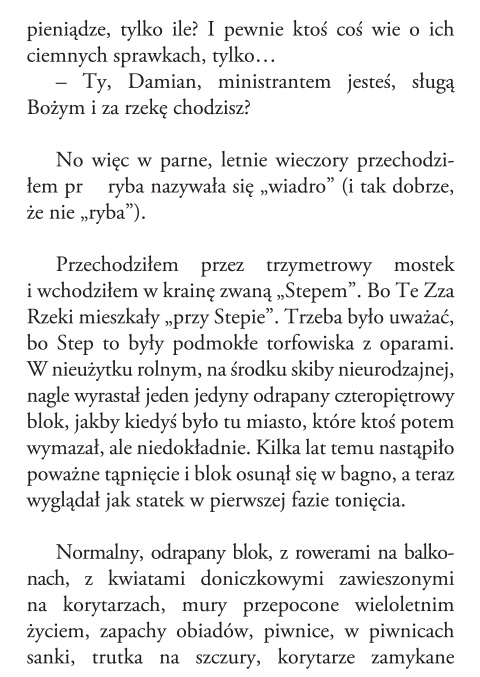 pieniądze, tylko ile? I pewnie ktoś coś wie o ich
ciemnych sprawkach, tylko…
– Ty, Damian, ministrantem jesteś, sługą
Bożym i za rzekę chodzisz?
No więc w parne, letnie wieczory przechodzi-
łem pr ryba nazywała się „wiadro” (i tak dobrze,
że nie „ryba”).
Przechodziłem przez trzymetrowy mostek
i wchodziłem w krainę zwaną „Stepem”. Bo Te Zza
Rzeki mieszkały „przy Stepie”. Trzeba było uważać,
bo Step to były podmokłe torfowiska z oparami.
W nieużytku rolnym, na środku skiby nieurodzajnej,
nagle wyrastał jeden jedyny odrapany czteropiętrowy
blok, jakby kiedyś było tu miasto, które ktoś potem
wymazał, ale niedokładnie. Kilka lat temu nastąpiło
poważne tąpnięcie i blok osunął się w bagno, a teraz
wyglądał jak statek w pierwszej fazie tonięcia.
Normalny, odrapany blok, z rowerami na balko-
nach, z kwiatami doniczkowymi zawieszonymi
na korytarzach, mury przepocone wieloletnim
życiem, zapachy obiadów, piwnice, w piwnicach
sanki, trutka na szczury, korytarze zamykane